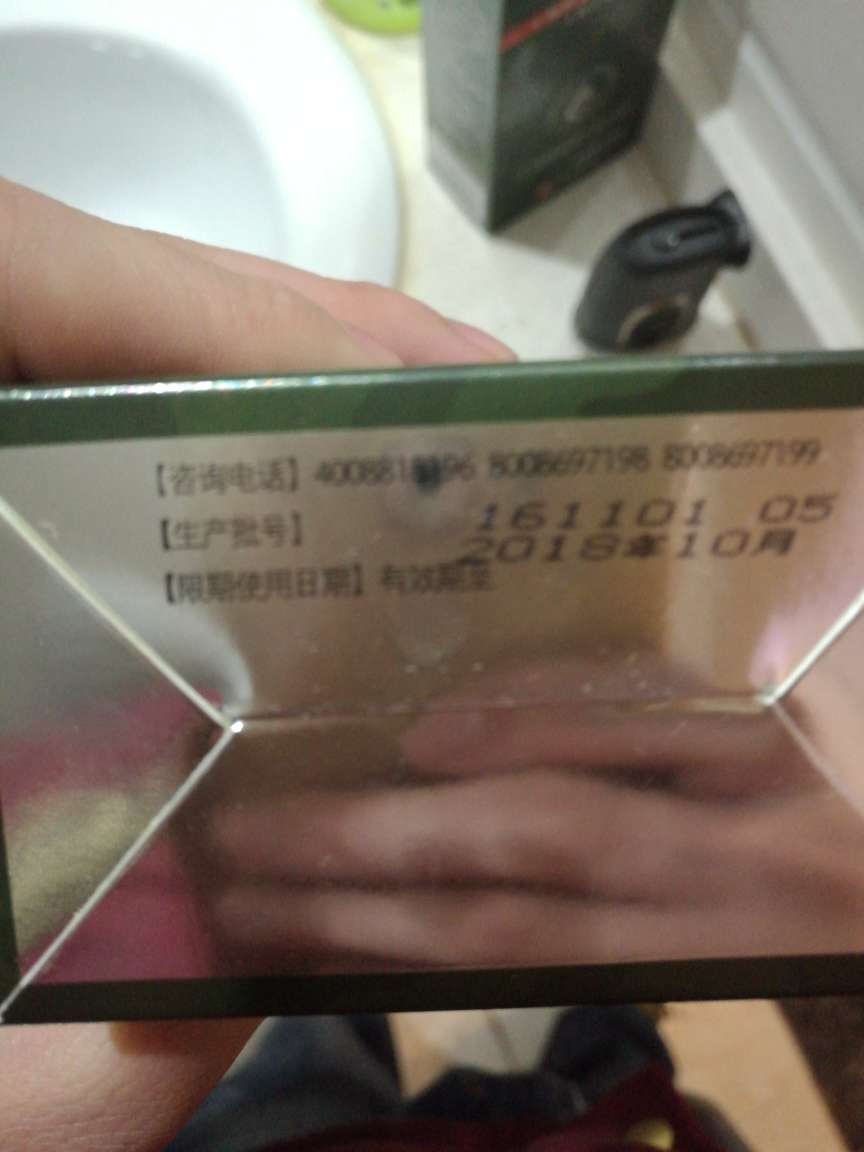 【咨询电话】 8008697198 8008697199
【生产批号】 161101 05
2018年10月
【限期使用日期】有效期至